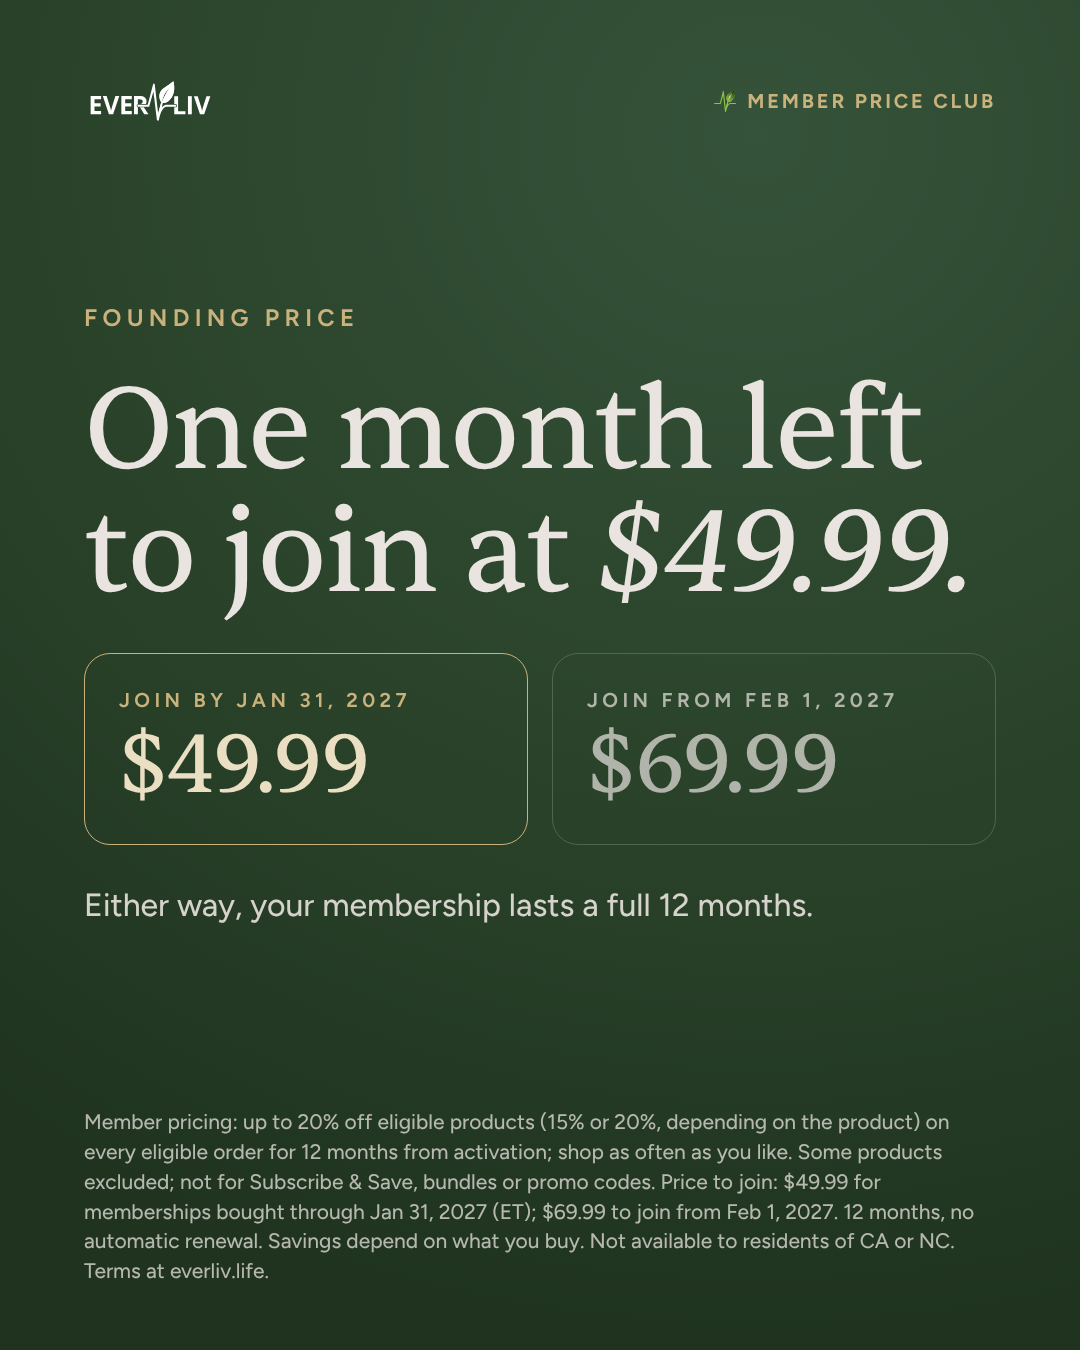 EVERLIV
MEMBER PRICE CLUB
FOUNDING PRICE
One month left
to join at $49.99.
JOIN BY JAN 31, 2027
$49.99
JOIN FROM FEB 1, 2027
$69.99
Either way, your membership lasts a full 12 months.
Member pricing: up to 20% off eligible products (15% or 20%, depending on the product) on
every eligible order for 12 months from activation; shop as often as you like. Some products
excluded; not for Subscribe & Save, bundles or promo codes. Price to join: $49.99 for
memberships bought through Jan 31, 2027 (ET); $69.99 to join from Feb 1, 2027. 12 months, no
automatic renewal. Savings depend on what you buy. Not available to residents of CA or NC.
Terms at everliv.life.